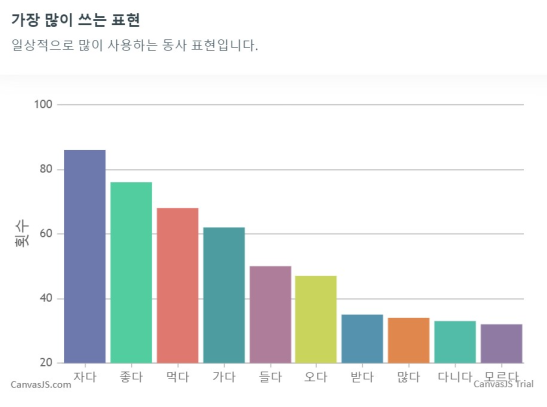 가장 많이 쓰는 표현
일상적으로 많이 사용하는 동사 표현입니다.
100
80
60
40
20
횟수
자다 좋다 먹다 가다 들다 오다 받다 많다 다니다 모르다
CanvasJS.com
CanvasJS Trial